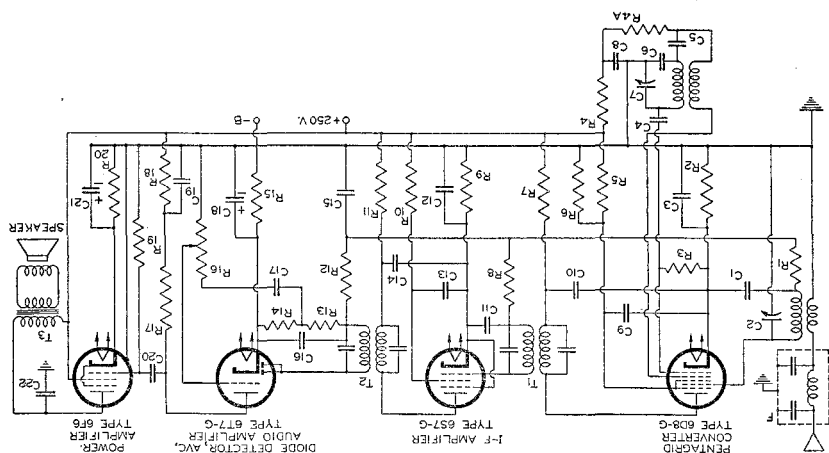 PENTAGRID
CONVERTER
TYPE 6D8-G
I-F AMPLIFIER
TYPE 6S7-G
DIODE DETECTOR, AVC,
AUDIO AMPLIFIER
TYPE 6T7-G
POWER
AMPLIFIER
TYPE 6F6
F
C22
C20
T1
T2
T3
C2
C9
C11
C13
C14
C16
R13
R14
R17
C1
R1
R3
C10
R8
R12
C17
R16
SPEAKER
C3
R2
R5
R6
R7
R9
C12
R10
R11
C15
R15
C18
C19
R18
R19
R20
C21
+
+250 V.
-B
C4
C7
C6
C8
R4
C5
R4A